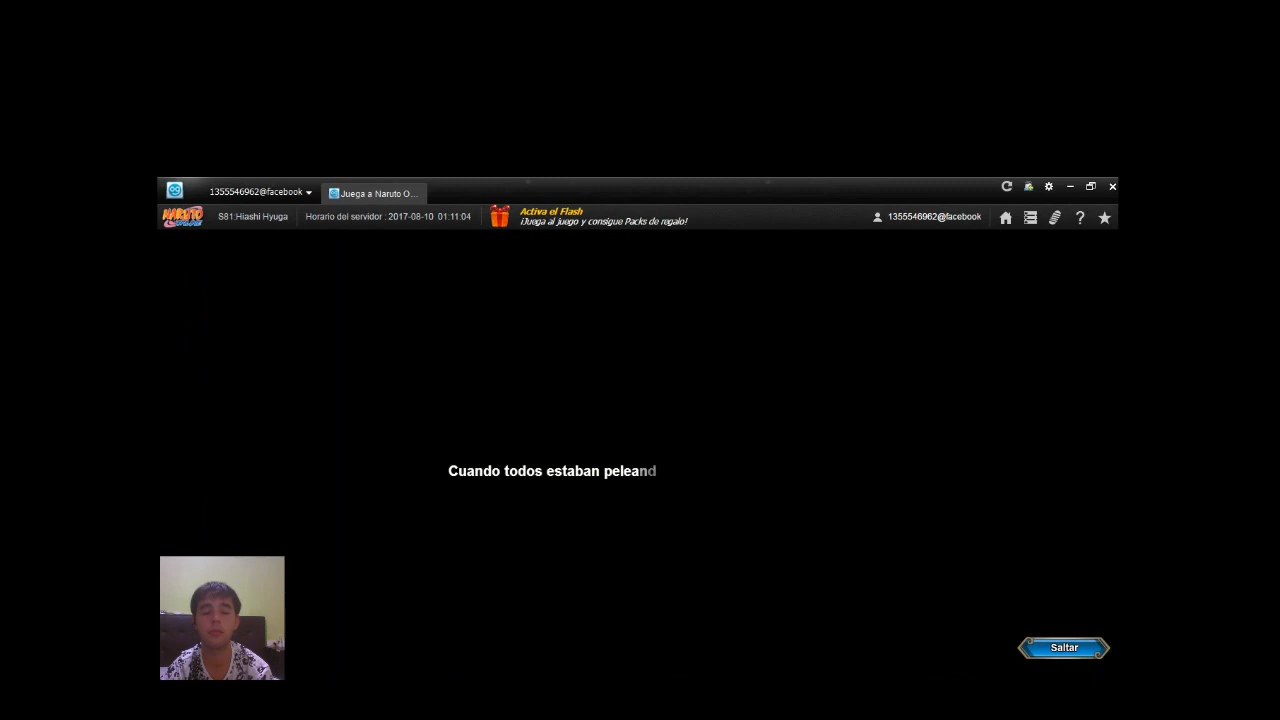 1355546962@facebook
Juega a Naruto O...
NARUTO
S81:Hiashi Hyuga
Horario del servidor : 2017-08-10 01:11:04
Activa el Flash
¡Juega al juego y consigue Packs de regalo!
1355546962@facebook
?
Cuando todos estaban peleand
Saltar